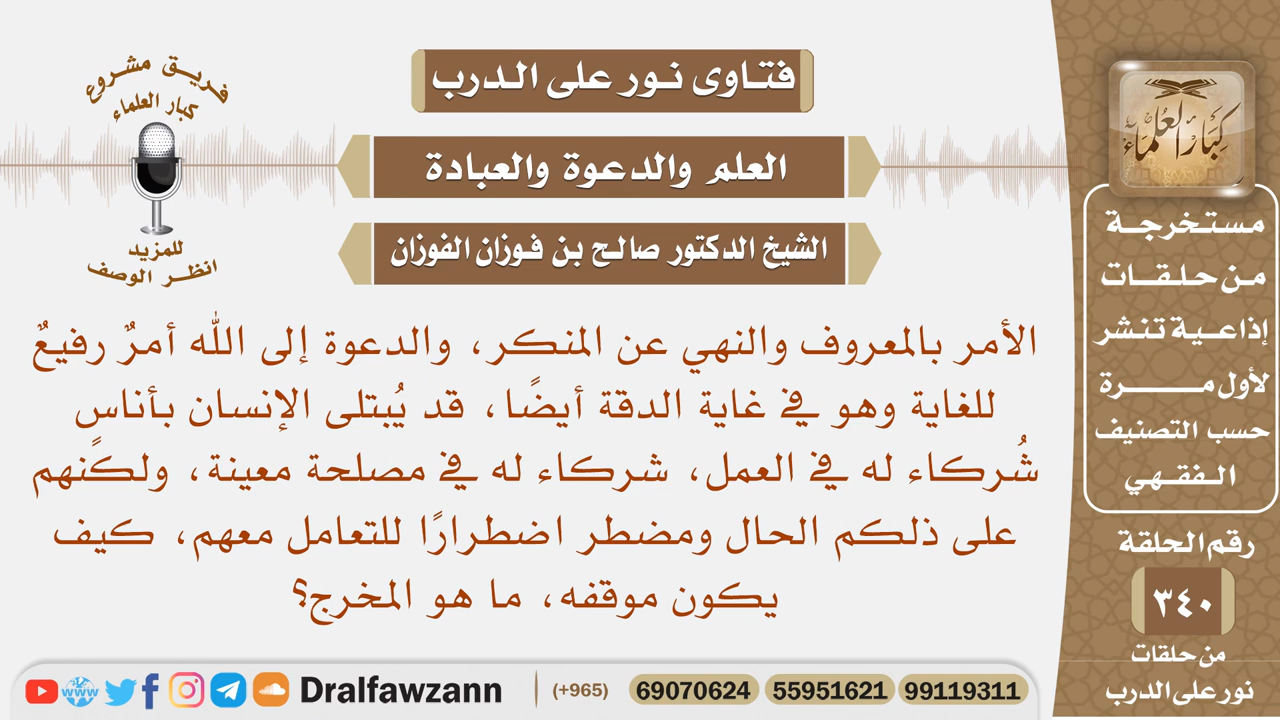 فتاوى نور على الدرب
العلم والدعوة والعبادة
الشيخ الدكتور صالح بن فوزان الفوزان
فريق مشروع
كبار العلماء
للمزيد
انظر الوصف
الأمر بالمعروف والنهي عن المنكر، والدعوة إلى الله أمرٌ رفيعٌ
للغاية وهو في غاية الدقة أيضًا، قد يُبتلى الإنسان بأناسٍ
شُركاء له في العمل، شركاء له في مصلحة معينة، ولكنهم
على ذلكم الحال ومضطر اضطرارًا للتعامل معهم، كيف
يكون موقفه، ما هو المخرج؟
كِبَارُ العُلَمَاء
مستخرجة
من حلقات
إذاعية تنشر
لأول مرة
حسب التصنيف
الفقهي
رقم الحلقة
٣٤٠
من حلقات
نور على الدرب
www
Dralfawzann
(+965)
69070624
55951621
99119311